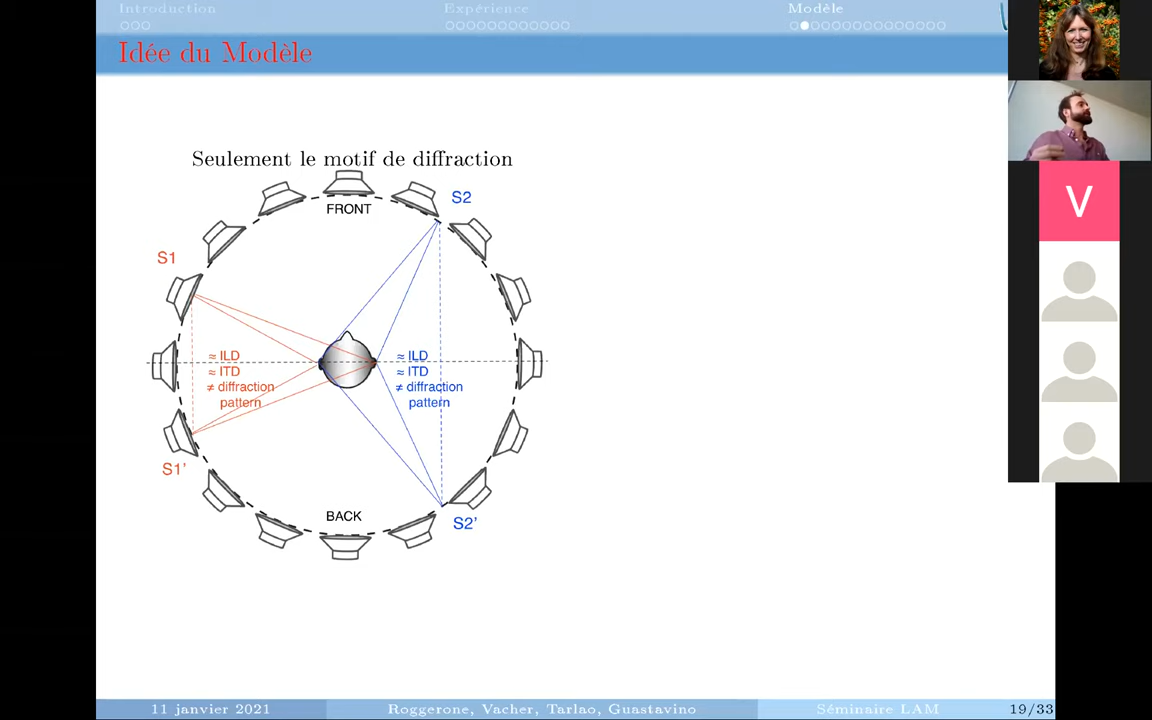 Introduction
Expérience
Modèle
Idée du Modèle
Seulement le motif de diffraction
FRONT
S2
S1
≈ ILD
≈ ITD
≠ diffraction
pattern
≈ ILD
≈ ITD
≠ diffraction
pattern
S1'
BACK
S2'
V
11 janvier 2021
Roggerone, Vacher, Tarlao, Guastavino
Séminaire LAM
19/33